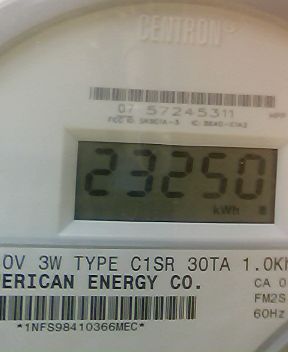 CENTRON®
07 57245311
23250
kWh
0V 3W TYPE C1SR 30TA 1.0Kh
ERICAN ENERGY CO.
CA 0
FM2S
60Hz
*1NFS98410366MEC*